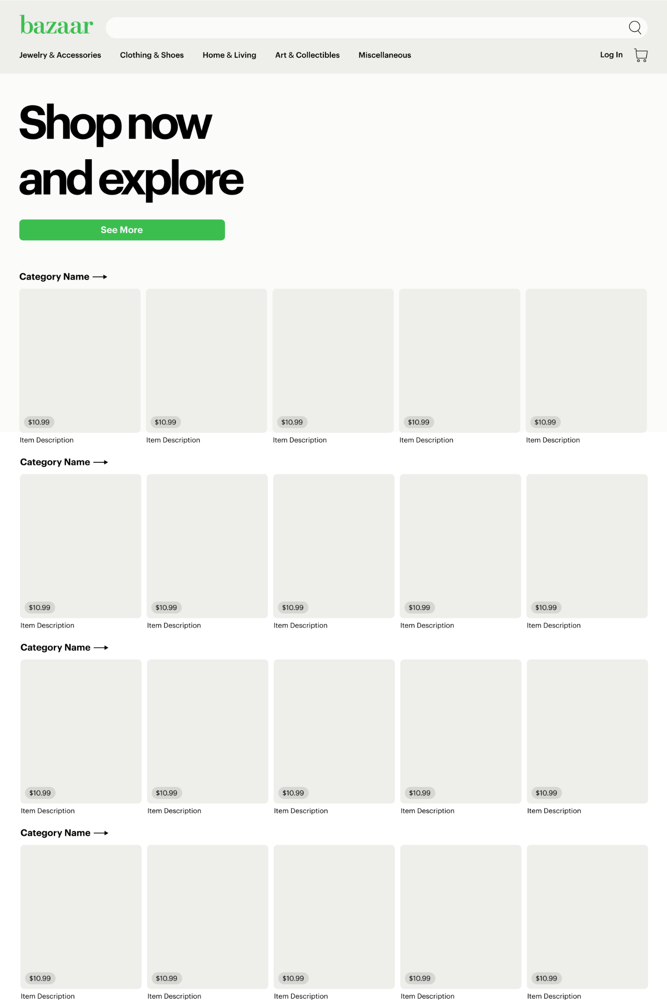 bazaar
Jewelry & Accessories Clothing & Shoes Home & Living Art & Collectibles Miscellaneous Log In
Shop now
and explore
See More
Category Name
$10.99 $10.99 $10.99 $10.99 $10.99
Item Description Item Description Item Description Item Description Item Description
Category Name
$10.99 $10.99 $10.99 $10.99 $10.99
Item Description Item Description Item Description Item Description Item Description
Category Name
$10.99 $10.99 $10.99 $10.99 $10.99
Item Description Item Description Item Description Item Description Item Description
Category Name
$10.99 $10.99 $10.99 $10.99 $10.99
Item Description Item Description Item Description Item Description Item Description